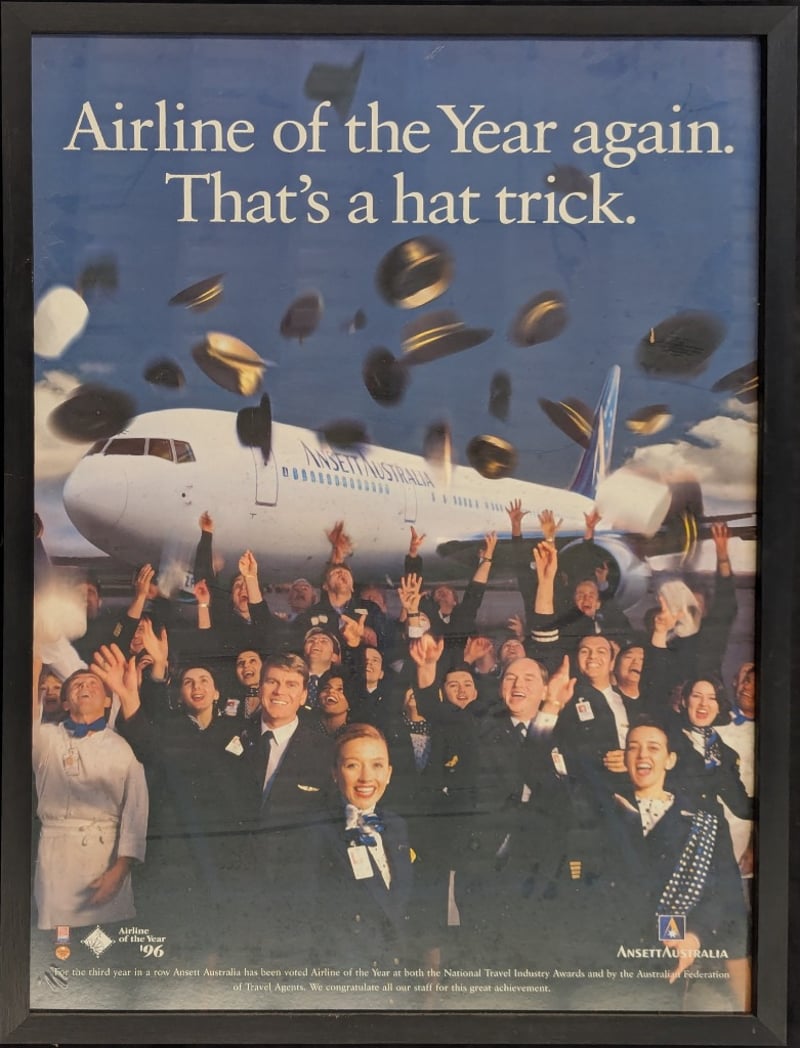 Airline of the Year again.
That's a hat trick.
ANSETT AUSTRALIA
Airline
of the Year
'96
ANSETT AUSTRALIA
For the third year in a row Ansett Australia has been voted Airline of the Year at both the National Travel Industry Awards and by the Australian Federation
of Travel Agents. We congratulate all our staff for this great achievement.